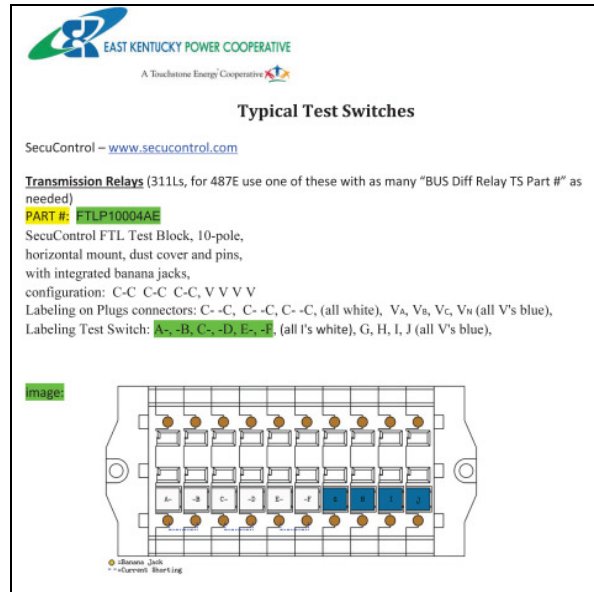 EAST KENTUCKY POWER COOPERATIVE
A Touchstone Energy Cooperative
Typical Test Switches
SecuControl – www.secucontrol.com
Transmission Relays (311Ls, for 487E use one of these with as many “BUS Diff Relay TS Part #” as
needed)
PART #: FTLP10004AE
SecuControl FTL Test Block, 10-pole,
horizontal mount, dust cover and pins,
with integrated banana jacks,
configuration: C-C C-C C-C, V V V V
Labeling on Plugs connectors: C- -C, C- -C, C- -C, (all white), VA, VB, VC, VN (all V's blue),
Labeling Test Switch: A-, -B, C-, -D, E-, -F, (all I's white), G, H, I, J (all V's blue),
image:
A- -B C- -D E- -F G H I J
=Banana Jack
--=Current Shorting